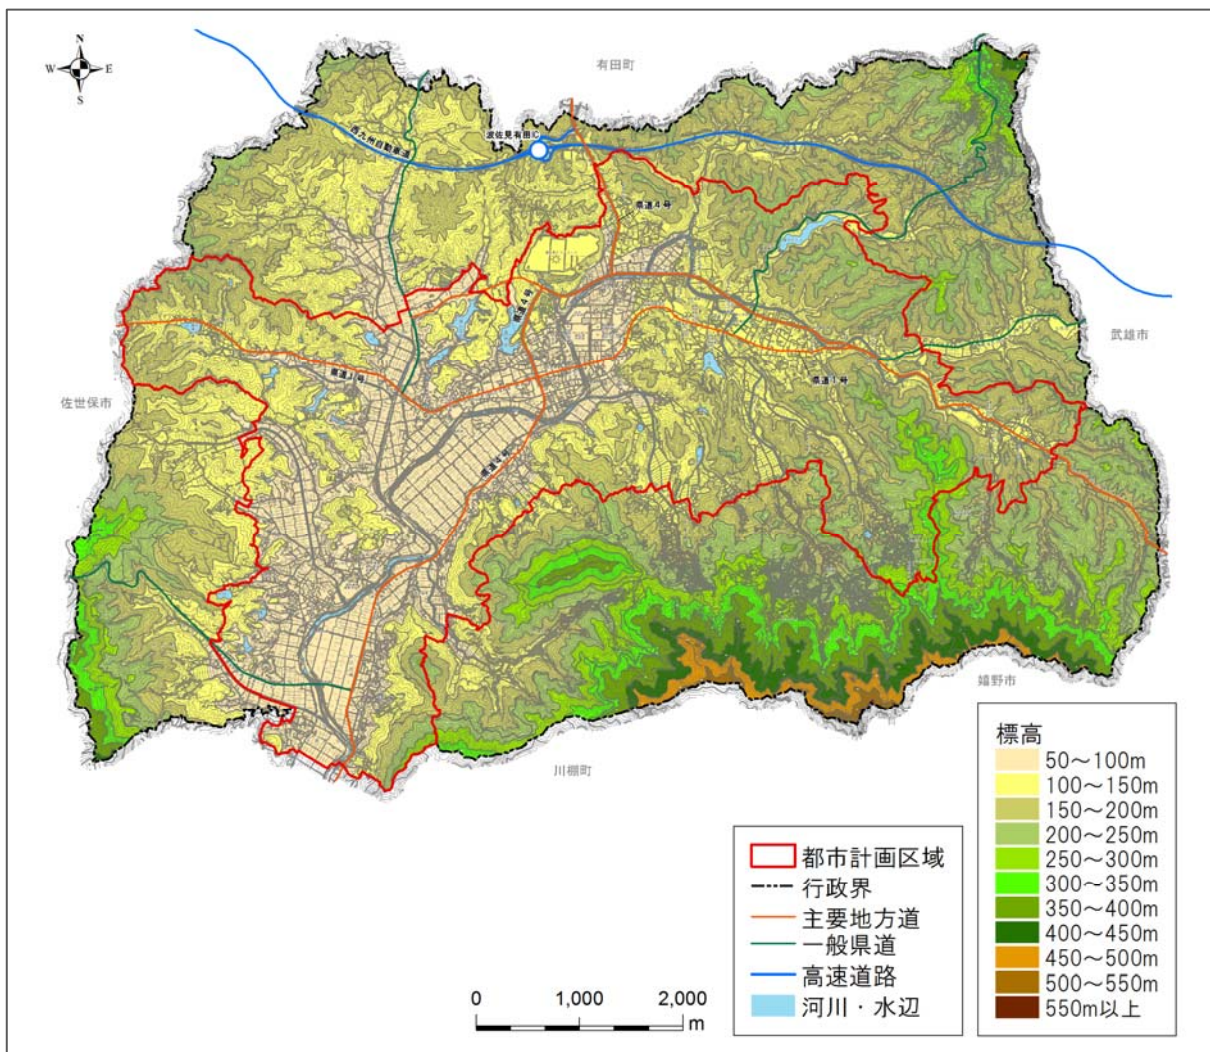 N
W E
S
有田町
西九州自動車道
波佐見有田IC
県道4号
県道4号
武雄市
県道1号
県道1号
佐世保市
県道4号
嬉野市
川棚町
標高
50～100m
100～150m
150～200m
200～250m
250～300m
300～350m
350～400m
400～450m
450～500m
500～550m
550m以上
都市計画区域
行政界
主要地方道
一般県道
高速道路
河川・水辺
0 1,000 2,000
m